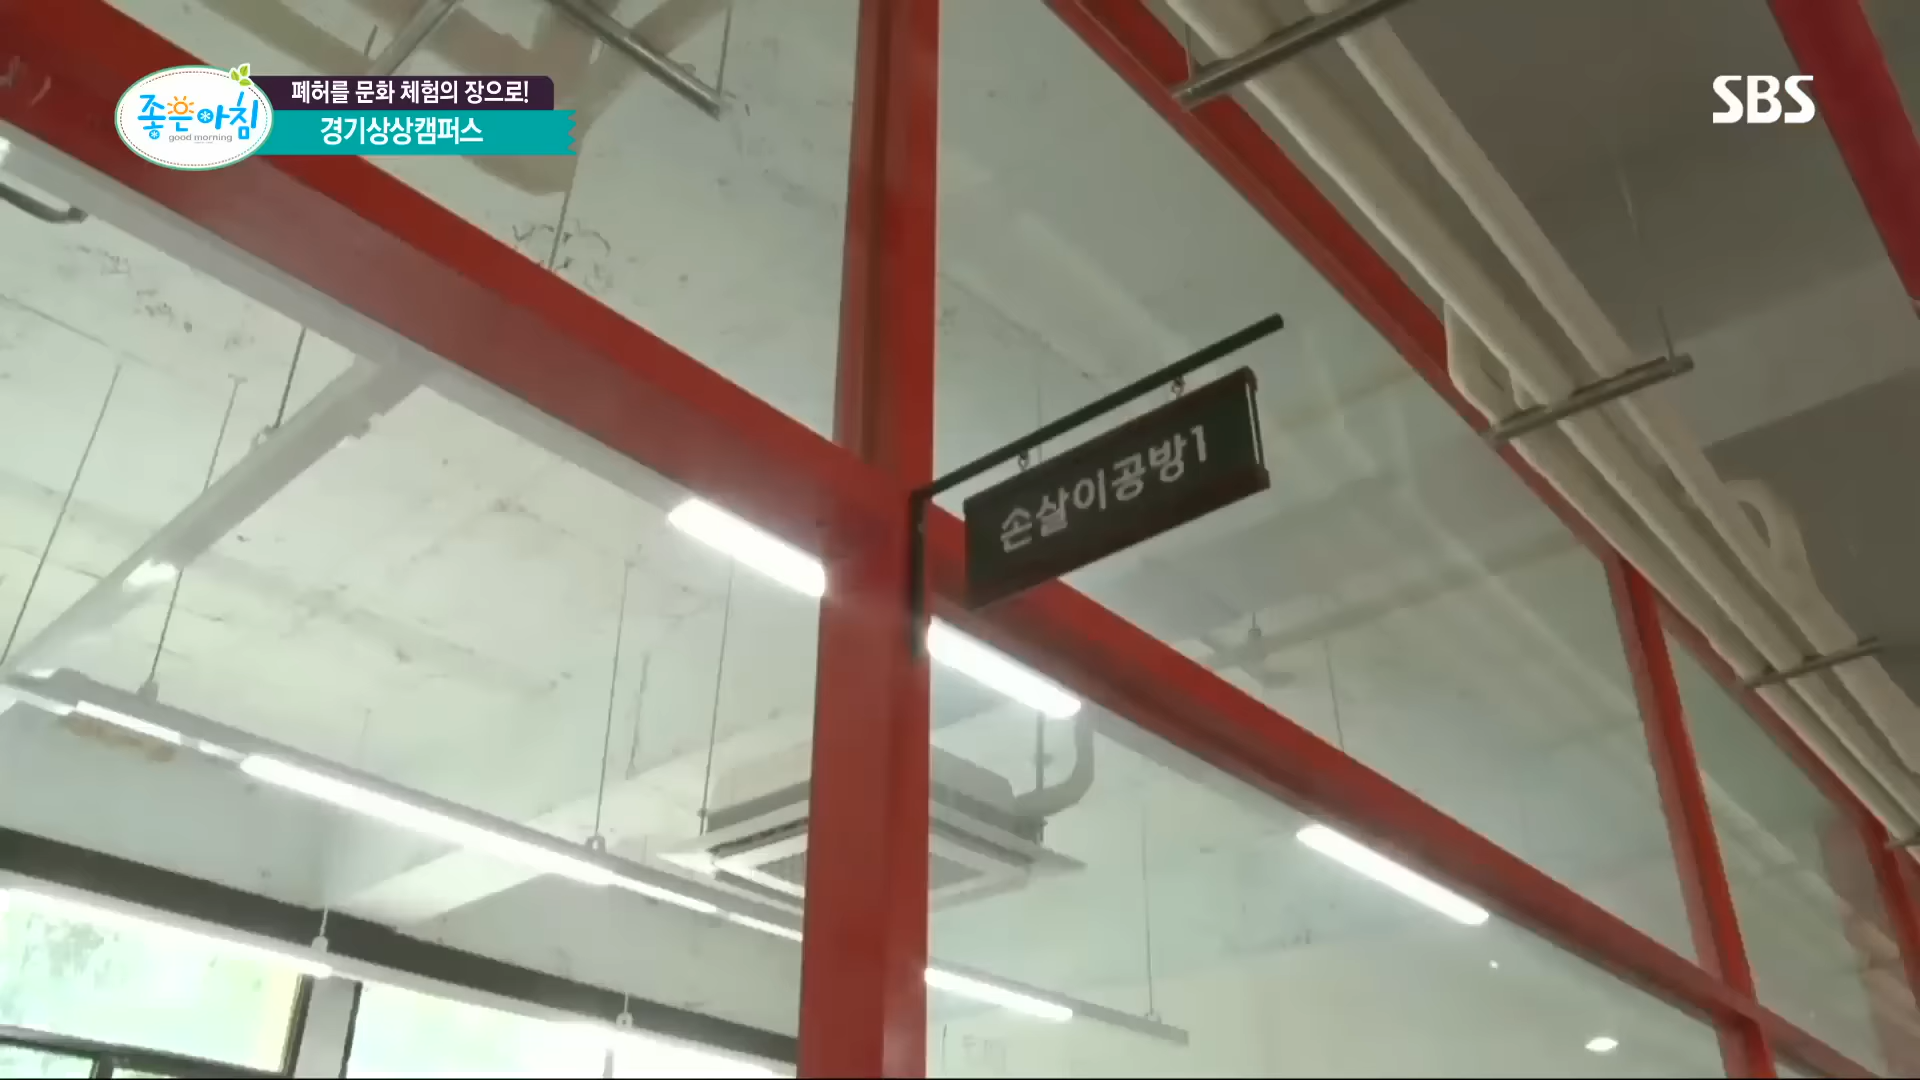 좋은아침
good morning
폐허를 문화 체험의 장으로!
경기상상캠퍼스
SBS
손살이공방1